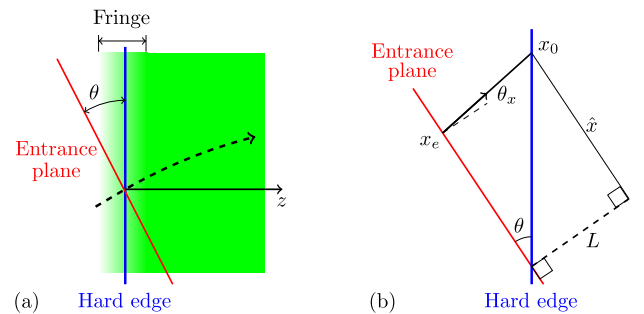 Fringe
θ
Entrance
plane
z
(a)
Hard edge
Entrance
plane
x₀
θₓ
xₑ
x̂
θ
L
(b)
Hard edge